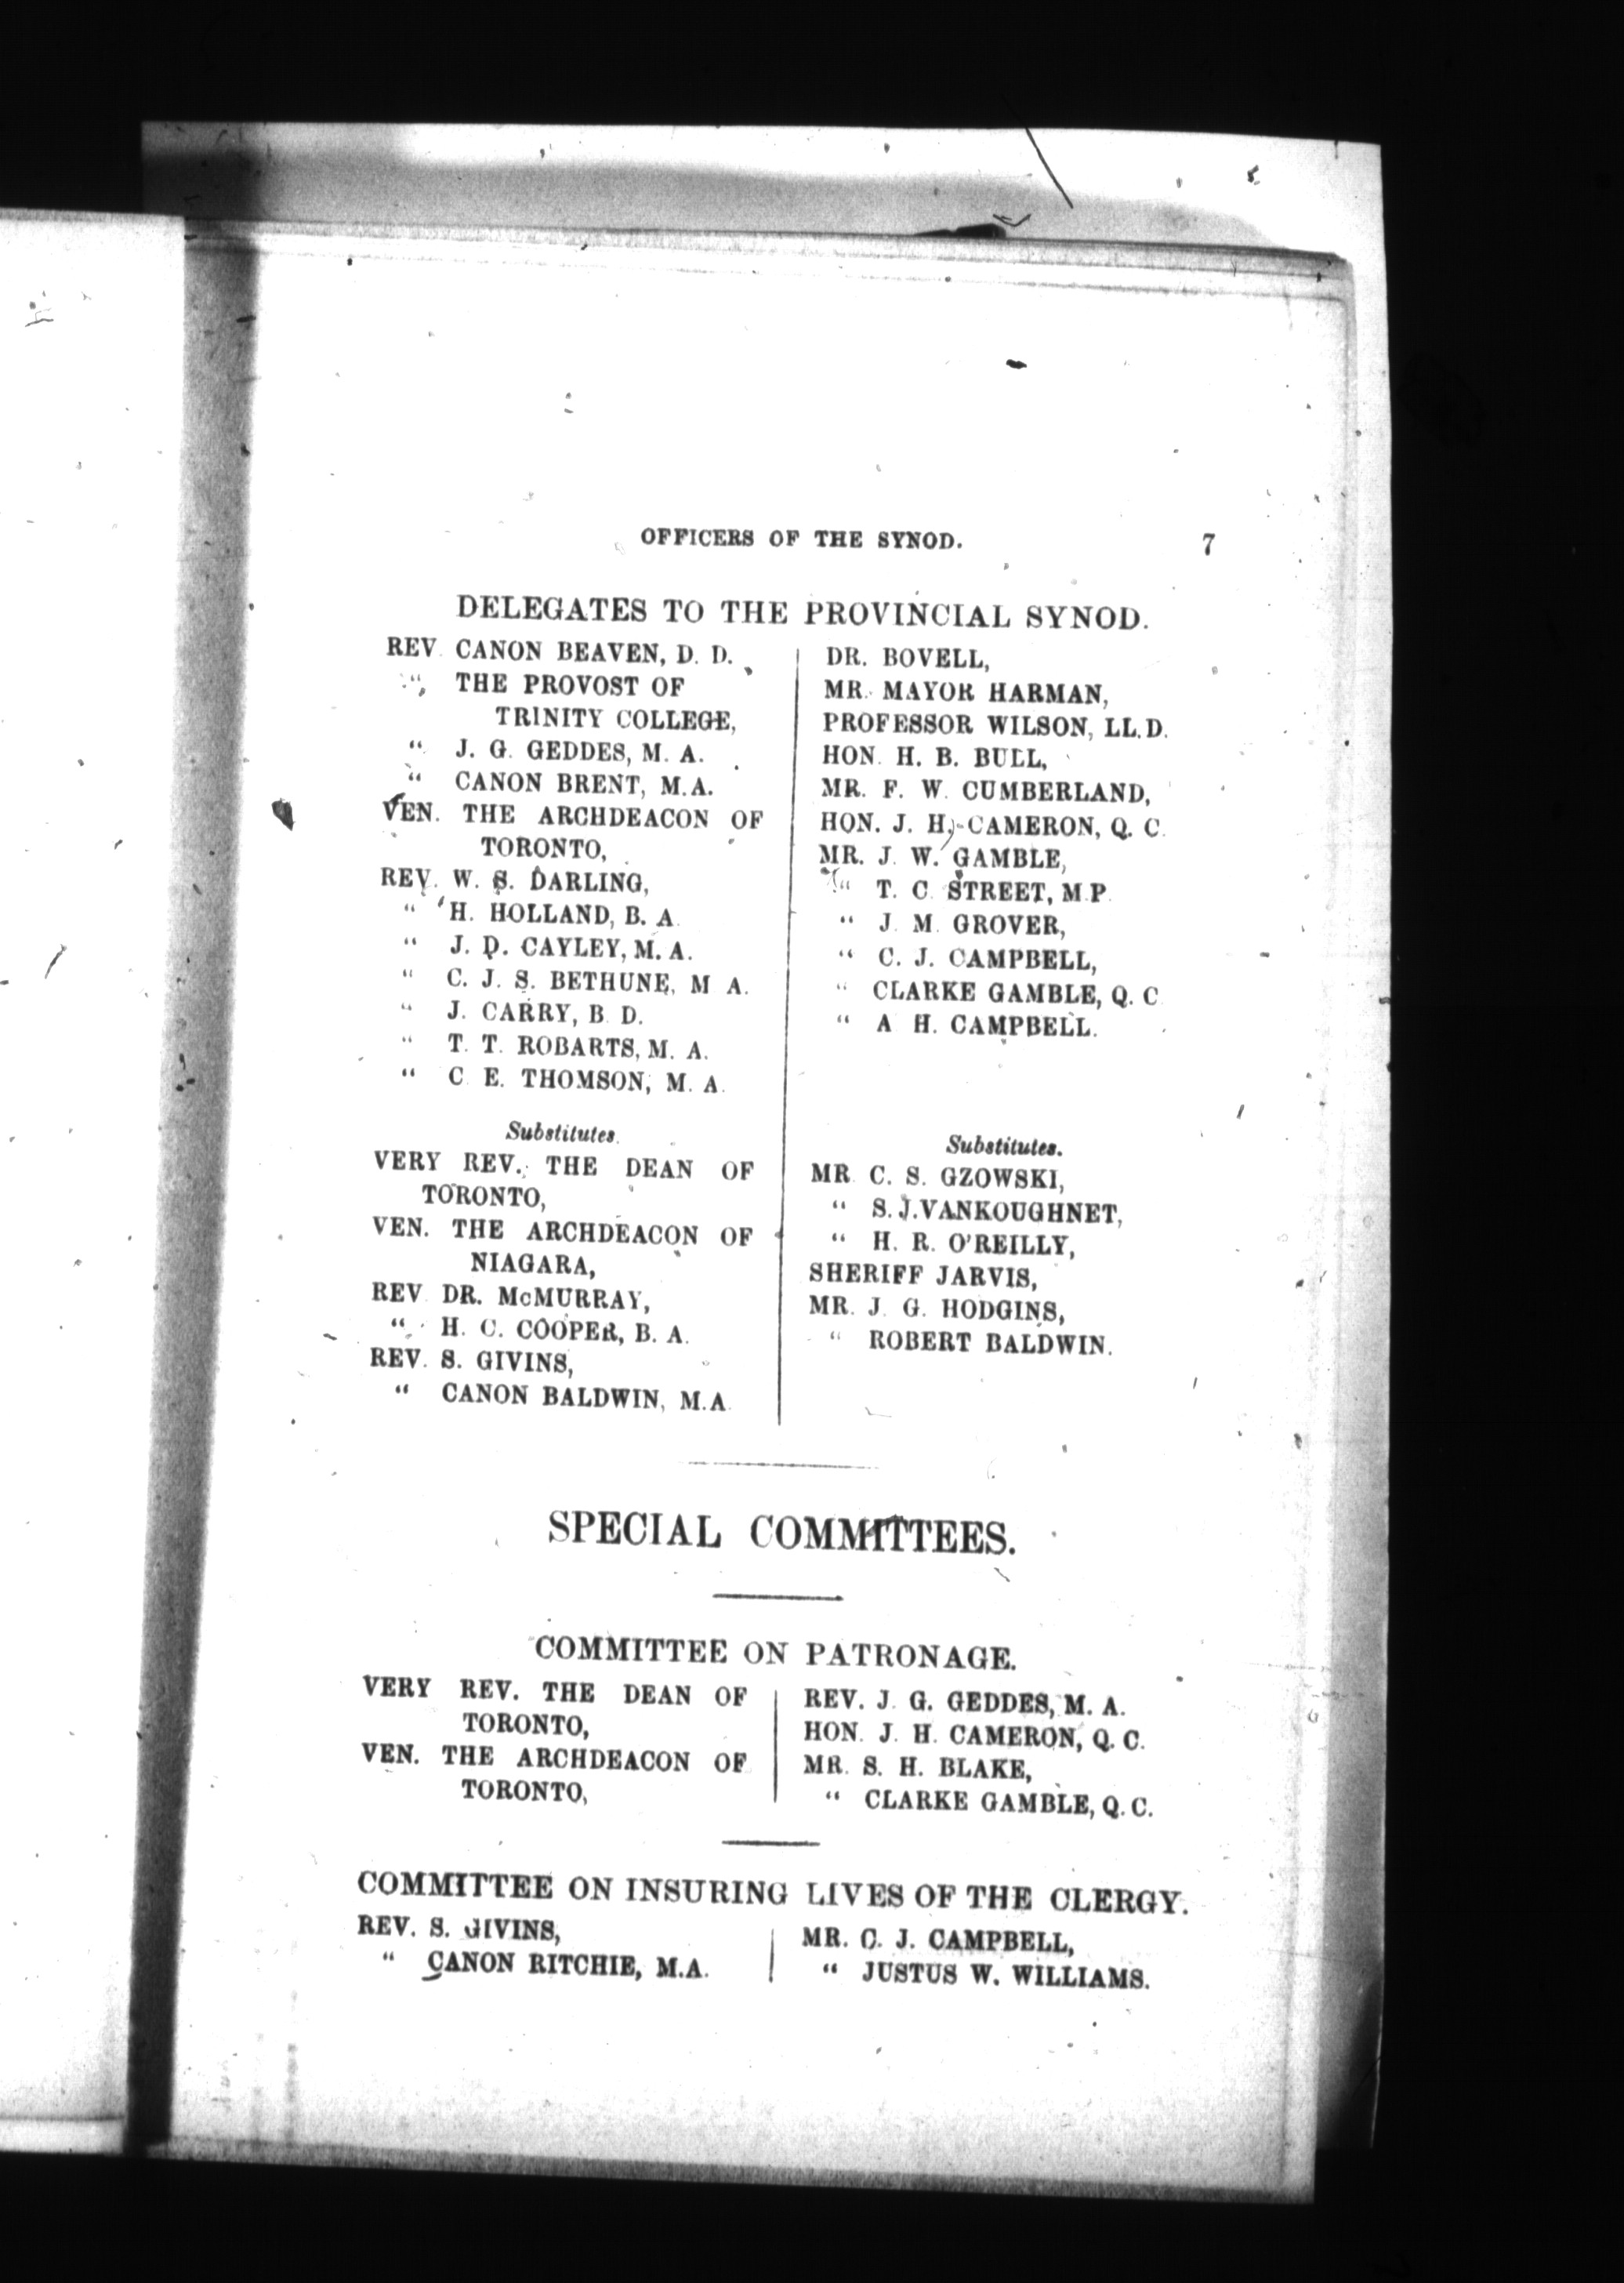 OFFICERS OF THE SYNOD. 7
DELEGATES TO THE PROVINCIAL SYNOD.
REV. CANON BEAVEN, D. D.
" THE PROVOST OF
TRINITY COLLEGE,
" J. G. GEDDES, M. A.
" CANON BRENT, M.A.
VEN. THE ARCHDEACON OF
TORONTO,
REV. W. S. DARLING,
" H. HOLLAND, B. A.
" J. D. CAYLEY, M. A.
" C. J. S. BETHUNE, M A.
" J. CARRY, B. D.
" T. T. ROBARTS, M. A.
" C. E. THOMSON, M. A.
Substitutes.
VERY REV. THE DEAN OF
TORONTO,
VEN. THE ARCHDEACON OF
NIAGARA,
REV. DR. McMURRAY,
" H. C. COOPER, B. A.
REV. S. GIVINS,
" CANON BALDWIN, M.A.
DR. BOVELL,
MR. MAYOR HARMAN,
PROFESSOR WILSON, LL.D.
HON. H. B. BULL,
MR. F. W. CUMBERLAND,
HON. J. H. CAMERON, Q. C.
MR. J. W. GAMBLE,
" T. C. STREET, M.P.
" J. M. GROVER,
" C. J. CAMPBELL,
" CLARKE GAMBLE, Q. C.
" A H. CAMPBELL.
Substitutes.
MR. C. S. GZOWSKI,
" S. J. VANKOUGHNET,
" H. R. O'REILLY,
SHERIFF JARVIS,
MR. J. G. HODGINS,
" ROBERT BALDWIN.
SPECIAL COMMITTEES.
COMMITTEE ON PATRONAGE.
VERY REV. THE DEAN OF
TORONTO,
VEN. THE ARCHDEACON OF
TORONTO,
REV. J. G. GEDDES, M. A.
HON. J. H. CAMERON, Q. C.
MR. S. H. BLAKE,
" CLARKE GAMBLE, Q. C.
COMMITTEE ON INSURING LIVES OF THE CLERGY.
REV. S. GIVINS,
" CANON RITCHIE, M.A.
MR. C. J. CAMPBELL,
" JUSTUS W. WILLIAMS.